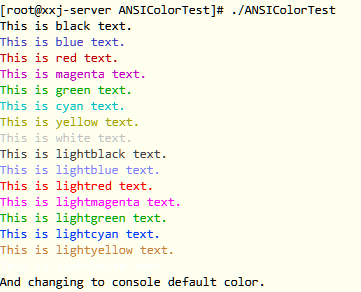 [root@xxj-server ANSIColorTest]# ./ANSIColorTest
This is black text.
This is blue text.
This is red text.
This is magenta text.
This is green text.
This is cyan text.
This is yellow text.
This is white text.
This is lightblack text.
This is lightblue text.
This is lightred text.
This is lightmagenta text.
This is lightgreen text.
This is lightcyan text.
This is lightyellow text.
And changing to console default color.